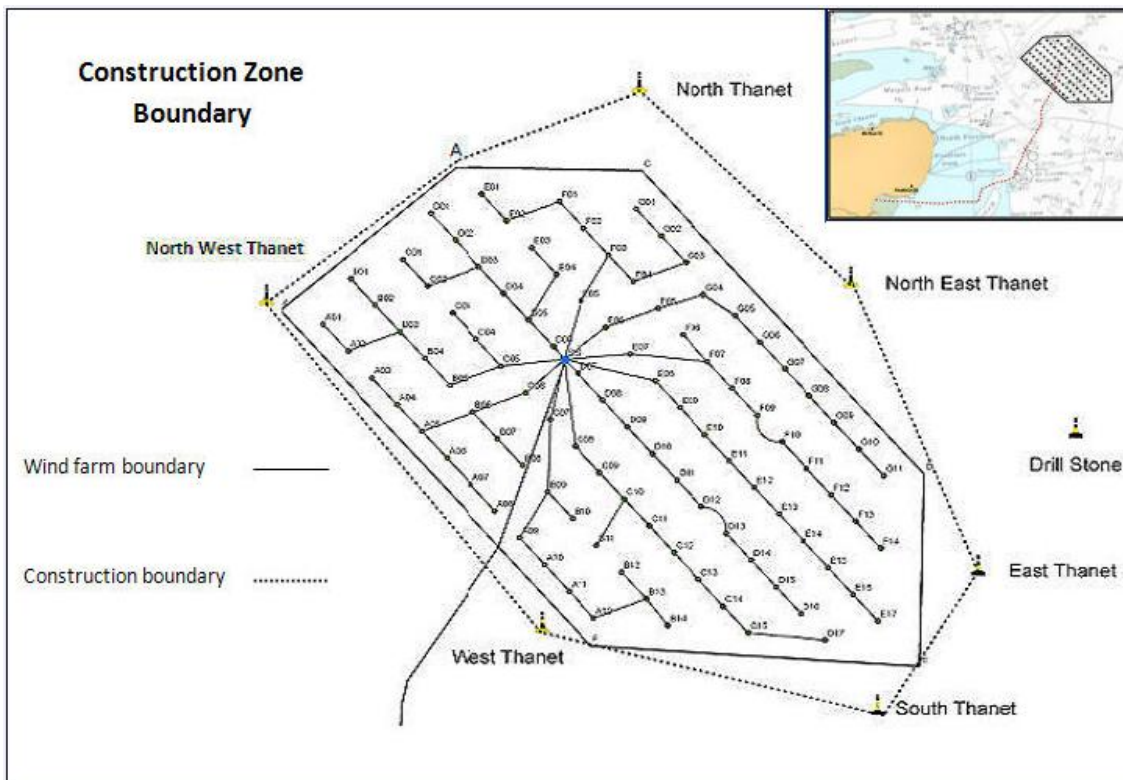 Construction Zone
Boundary
North Thanet
A
C
North West Thanet
North East Thanet
Drill Stone
East Thanet
South Thanet
West Thanet
Wind farm boundary
Construction boundary
E01
F01
G01
D01
E02
F02
G02
D02
E03
F03
G03
C01
D03
E04
F04
C02
D04
E05
F05
G04
B01
B02
C03
D05
E06
G05
A01
B03
C04
D06
F06
G06
A02
B04
C05
E07
F07
G07
A03
B05
C06
D07
E08
F08
G08
A04
B06
C07
D08
E09
F09
G09
A05
B07
C08
D09
E10
F10
G10
A06
B08
C09
D10
E11
F11
G11
A07
B09
C10
D11
E12
F12
A08
B10
C11
D12
E13
F13
A09
B11
C12
D13
E14
F14
A10
B12
C13
D14
E15
A11
B13
C14
D15
E16
A12
B14
C15
D16
E17
D17